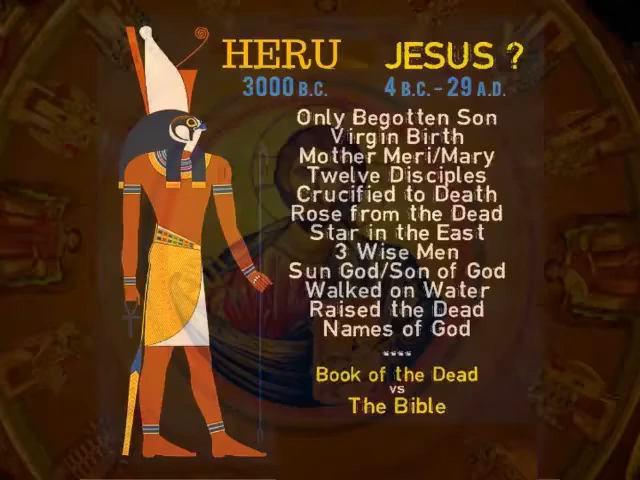 HERU JESUS ?
3000 B.C. 4 B.C. - 29 A.D.
Only Begotten Son
Virgin Birth
Mother Meri/Mary
Twelve Disciples
Crucified to Death
Rose from the Dead
Star in the East
3 Wise Men
Sun God/Son of God
Walked on Water
Raised the Dead
Names of God
Book of the Dead
vs
The Bible